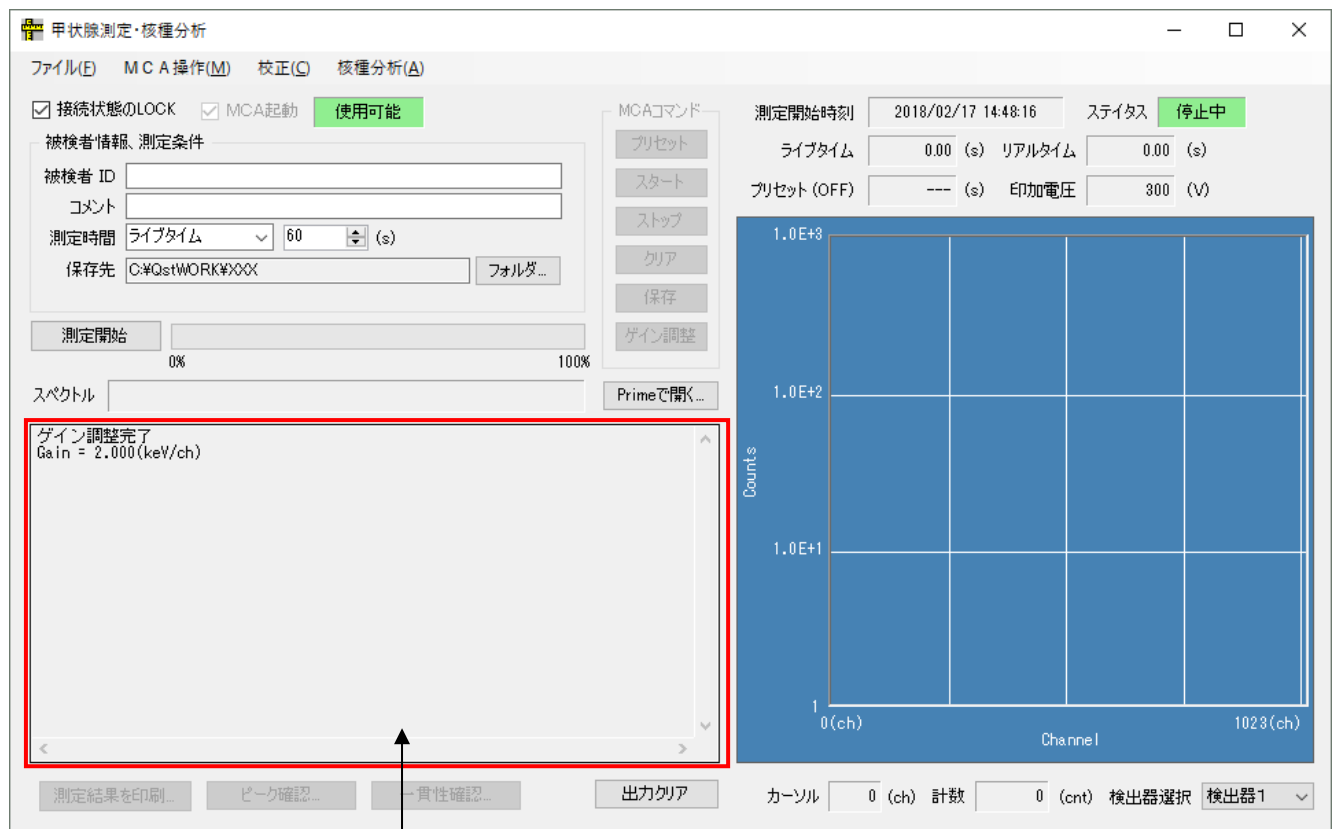 甲状腺測定・核種分析
ファイル(F) ＭＣＡ操作(M) 校正(C) 核種分析(A)
接続状態のLOCK MCA起動 使用可能
被検者情報、測定条件
被検者 ID
コメント
測定時間 ライブタイム 60 (s)
保存先 C:¥QstWORK¥XXX フォルダ...
測定開始
0% 100%
スペクトル
MCAコマンド
プリセット
スタート
ストップ
クリア
保存
ゲイン調整
Primeで開く...
ゲイン調整完了
Gain = 2.000(keV/ch)
測定結果を印刷... ピーク確認... 一貫性確認... 出力クリア
測定開始時刻 2018/02/17 14:48:16 ステイタス 停止中
ライブタイム 0.00 (s) リアルタイム 0.00 (s)
プリセット(OFF) --- (s) 印加電圧 300 (V)
1.0E+3
1.0E+2
Counts
1.0E+1
1
0(ch) 1023(ch)
Channel
カーソル 0 (ch) 計数 0 (cnt) 検出器選択 検出器1